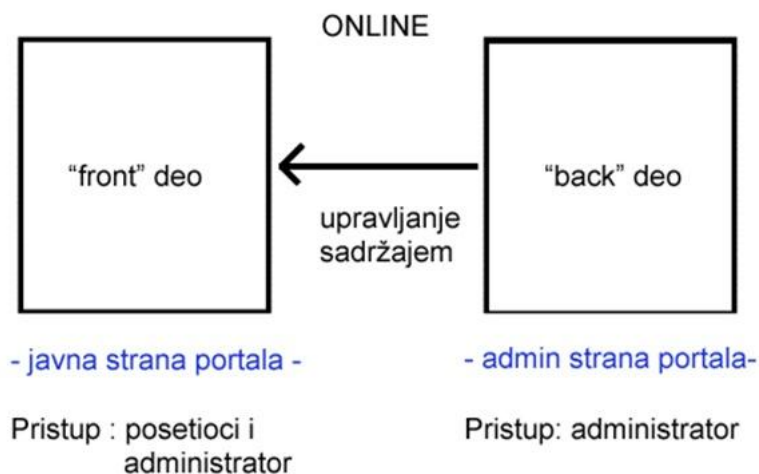 ONLINE
“front” deo
“back” deo
upravljanje
sadržajem
- javna strana portala -
- admin strana portala-
Pristup : posetioci i
administrator
Pristup: administrator